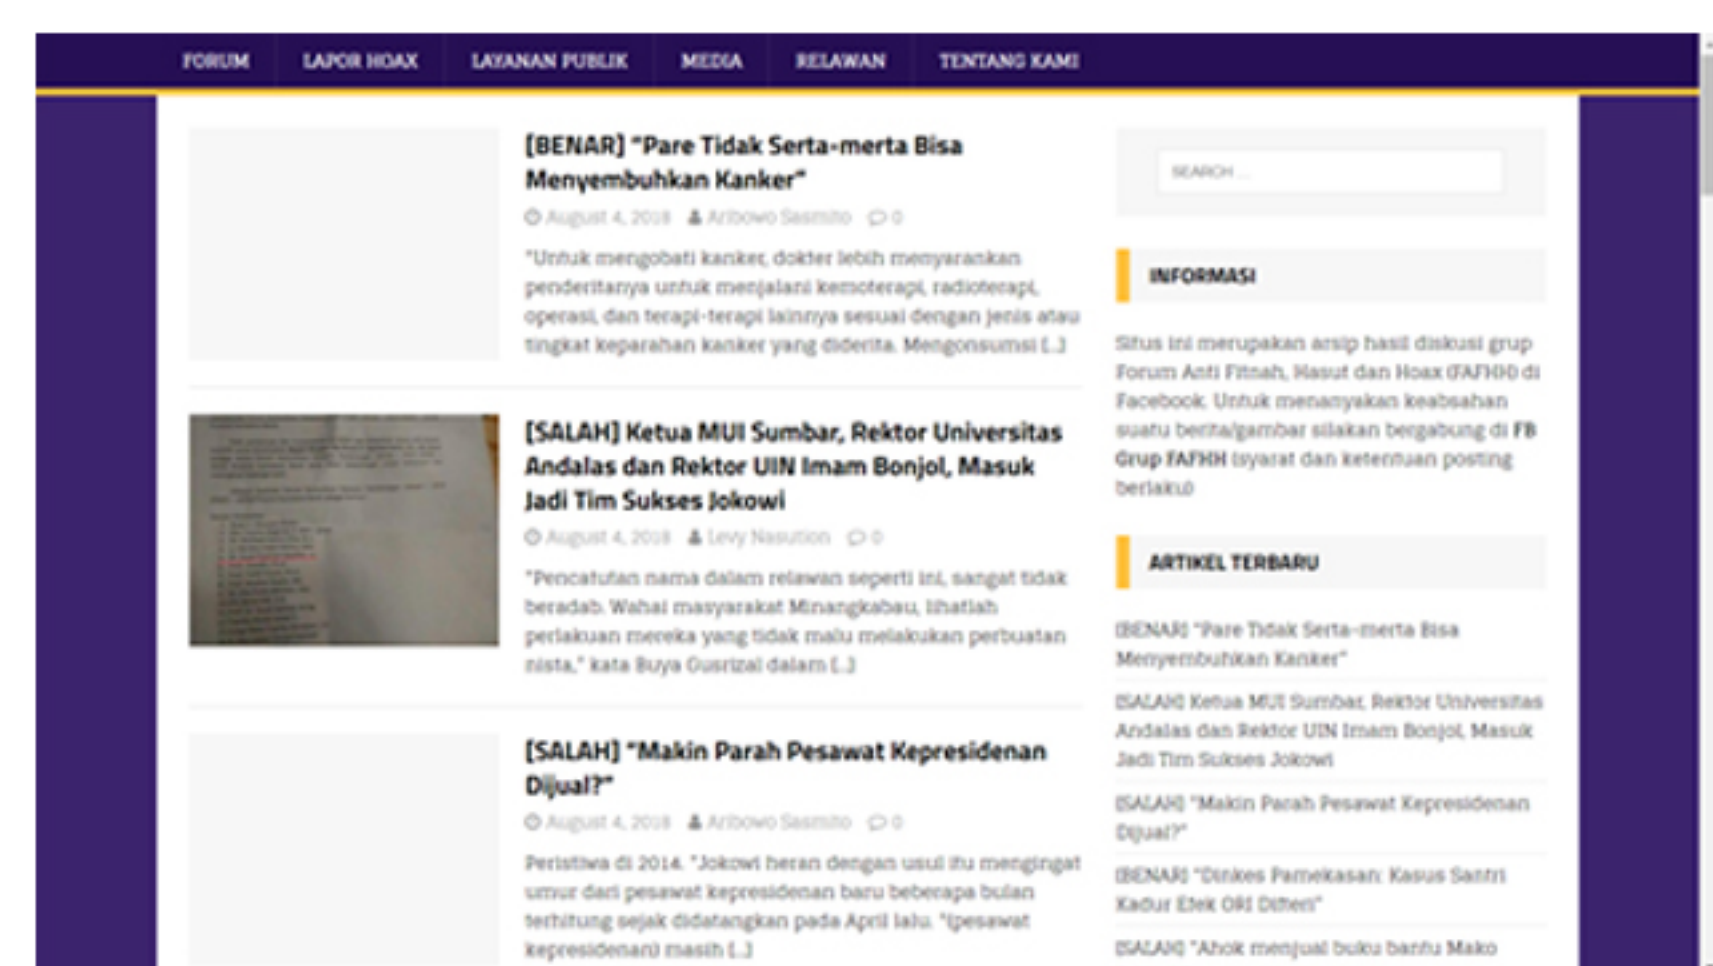 FORUM LAPOR HOAX LAYANAN PUBLIK MEDIA RELAWAN TENTANG KAMI
[BENAR] "Pare Tidak Serta-merta Bisa
Menyembuhkan Kanker"
August 4, 2018 Aribowo Sasmito 0
"Untuk mengobati kanker, dokter lebih menyarankan
penderitanya untuk menjalani kemoterapi, radioterapi,
operasi, dan terapi-terapi lainnya sesuai dengan jenis atau
tingkat keparahan kanker yang diderita. Mengonsumsi [...]
[SALAH] Ketua MUI Sumbar, Rektor Universitas
Andalas dan Rektor UIN Imam Bonjol, Masuk
Jadi Tim Sukses Jokowi
August 4, 2018 Levy Nasution 0
"Pencatutan nama dalam relawan seperti ini, sangat tidak
beradab. Wahai masyarakat Minangkabau, lihatlah
perlakuan mereka yang tidak malu melakukan perbuatan
nista," kata Buya Gusrizal dalam [...]
[SALAH] "Makin Parah Pesawat Kepresidenan
Dijual?"
August 4, 2018 Aribowo Sasmito 0
Peristiwa di 2014. "Jokowi heran dengan usul itu mengingat
umur dari pesawat kepresidenan baru beberapa bulan
terhitung sejak didatangkan pada April lalu. "(pesawat
kepresidenan) masih [...]
SEARCH ...
INFORMASI
Situs ini merupakan arsip hasil diskusi grup
Forum Anti Fitnah, Hasut dan Hoax (FAFHH) di
Facebook. Untuk menanyakan keabsahan
suatu berita/gambar silakan bergabung di FB
Grup FAFHH (syarat dan ketentuan posting
berlaku)
ARTIKEL TERBARU
[BENAR] "Pare Tidak Serta-merta Bisa
Menyembuhkan Kanker"
[SALAH] Ketua MUI Sumbar, Rektor Universitas
Andalas dan Rektor UIN Imam Bonjol, Masuk
Jadi Tim Sukses Jokowi
[SALAH] "Makin Parah Pesawat Kepresidenan
Dijual?"
[BENAR] "Dinkes Pamekasan: Kasus Santri
Kadur Efek ORI Difteri"
[SALAH] "Ahok menjual buku bantu Mako